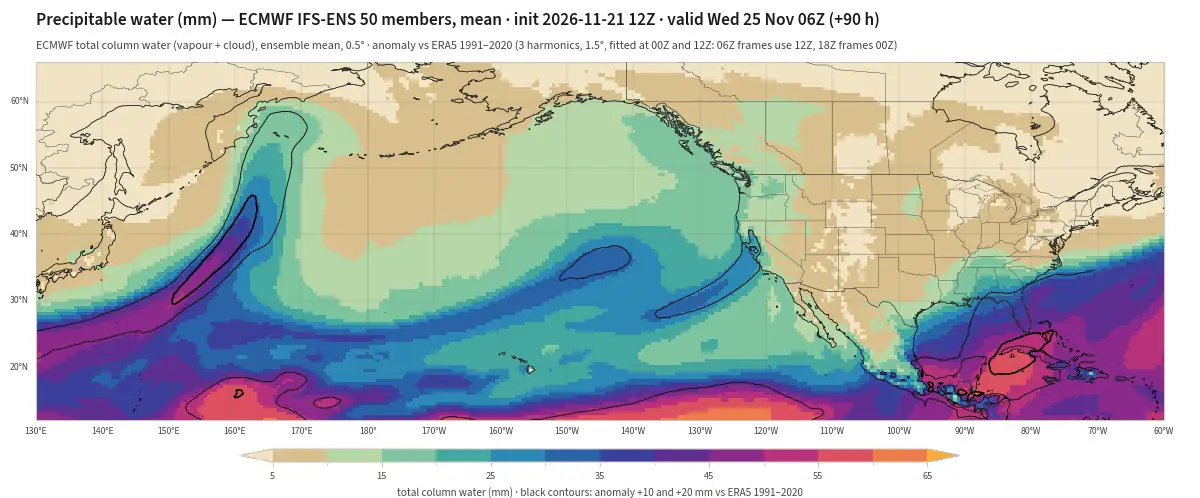 Precipitable water (mm) — ECMWF IFS-ENS 50 members, mean · init 2026-11-21 12Z · valid Wed 25 Nov 06Z (+90 h)
ECMWF total column water (vapour + cloud), ensemble mean, 0.5° · anomaly vs ERA5 1991–2020 (3 harmonics, 1.5°, fitted at 00Z and 12Z: 06Z frames use 12Z, 18Z frames 00Z)
60°N
50°N
40°N
30°N
20°N
130°E 140°E 150°E 160°E 170°E 180° 170°W 160°W 150°W 140°W 130°W 120°W 110°W 100°W 90°W 80°W 70°W 60°W
5 15 25 35 45 55 65
total column water (mm) · black contours: anomaly +10 and +20 mm vs ERA5 1991–2020